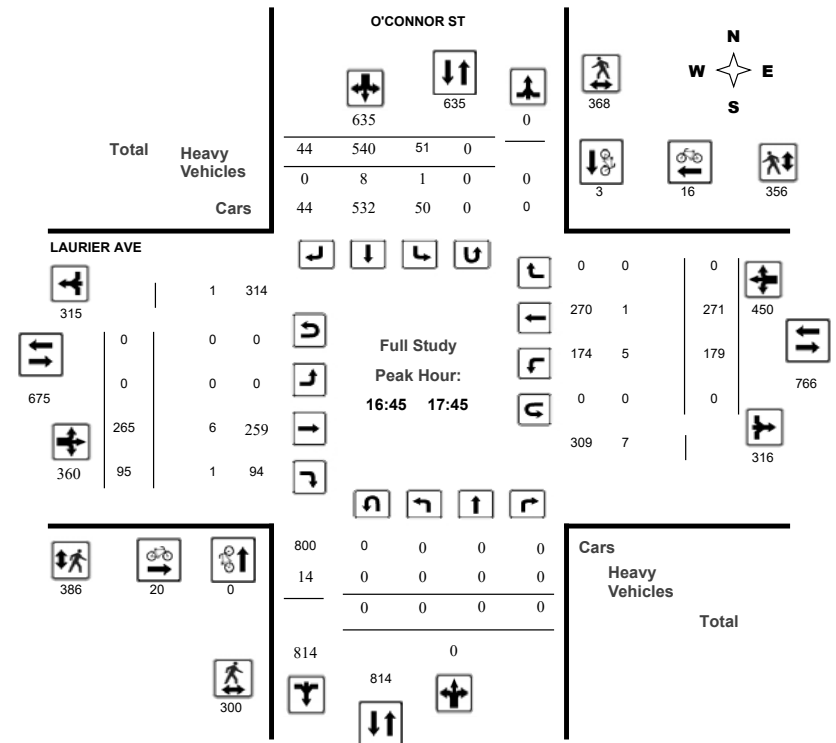 O'CONNOR ST
N
W E
S
635
368
635 0
Total Heavy Vehicles 44 540 51 0
0 8 1 0 0
Cars 44 532 50 0 0
3 16 356
LAURIER AVE
315 1 314
0 0 0
675
0 0 0
265 6 259
360 95 1 94
Full Study
Peak Hour:
16:45 17:45
0 0 0
270 1 271 450
174 5 179
766
0 0 0
309 7 316
386 20 0
300
800 0 0 0 0
14 0 0 0 0
0 0 0 0
814 0
814
Cars
Heavy
Vehicles
Total